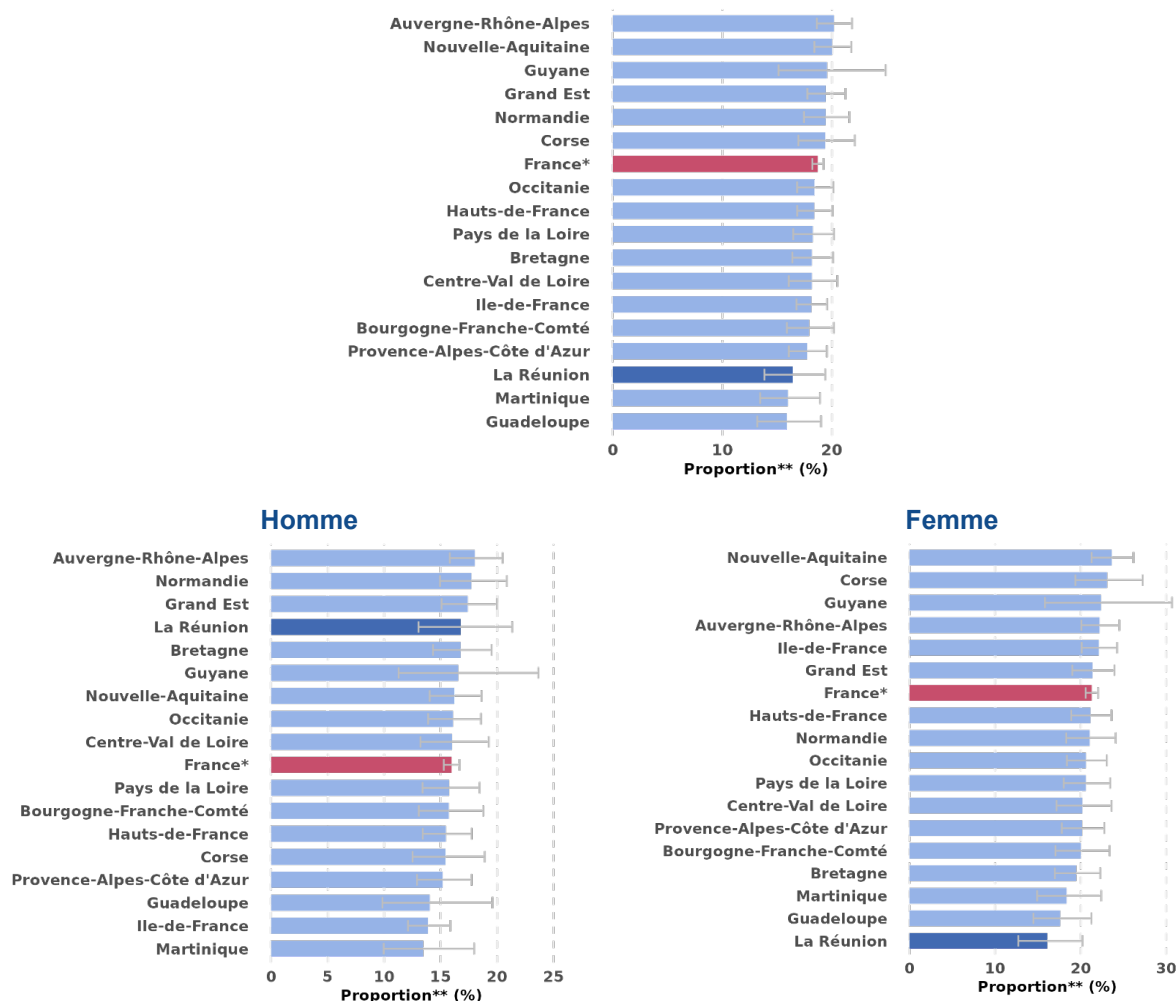 Auvergne-Rhône-Alpes
Nouvelle-Aquitaine
Guyane
Grand Est
Normandie
Corse
France*
Occitanie
Hauts-de-France
Pays de la Loire
Bretagne
Centre-Val de Loire
Ile-de-France
Bourgogne-Franche-Comté
Provence-Alpes-Côte d'Azur
La Réunion
Martinique
Guadeloupe
0 10 20
Proportion** (%)
Homme
Auvergne-Rhône-Alpes
Normandie
Grand Est
La Réunion
Bretagne
Guyane
Nouvelle-Aquitaine
Occitanie
Centre-Val de Loire
France*
Pays de la Loire
Bourgogne-Franche-Comté
Hauts-de-France
Corse
Provence-Alpes-Côte d'Azur
Guadeloupe
Ile-de-France
Martinique
0 5 10 15 20 25
Proportion** (%)
Femme
Nouvelle-Aquitaine
Corse
Guyane
Auvergne-Rhône-Alpes
Ile-de-France
Grand Est
France*
Hauts-de-France
Normandie
Occitanie
Pays de la Loire
Centre-Val de Loire
Provence-Alpes-Côte d'Azur
Bourgogne-Franche-Comté
Bretagne
Martinique
Guadeloupe
La Réunion
0 10 20 30
Proportion** (%)